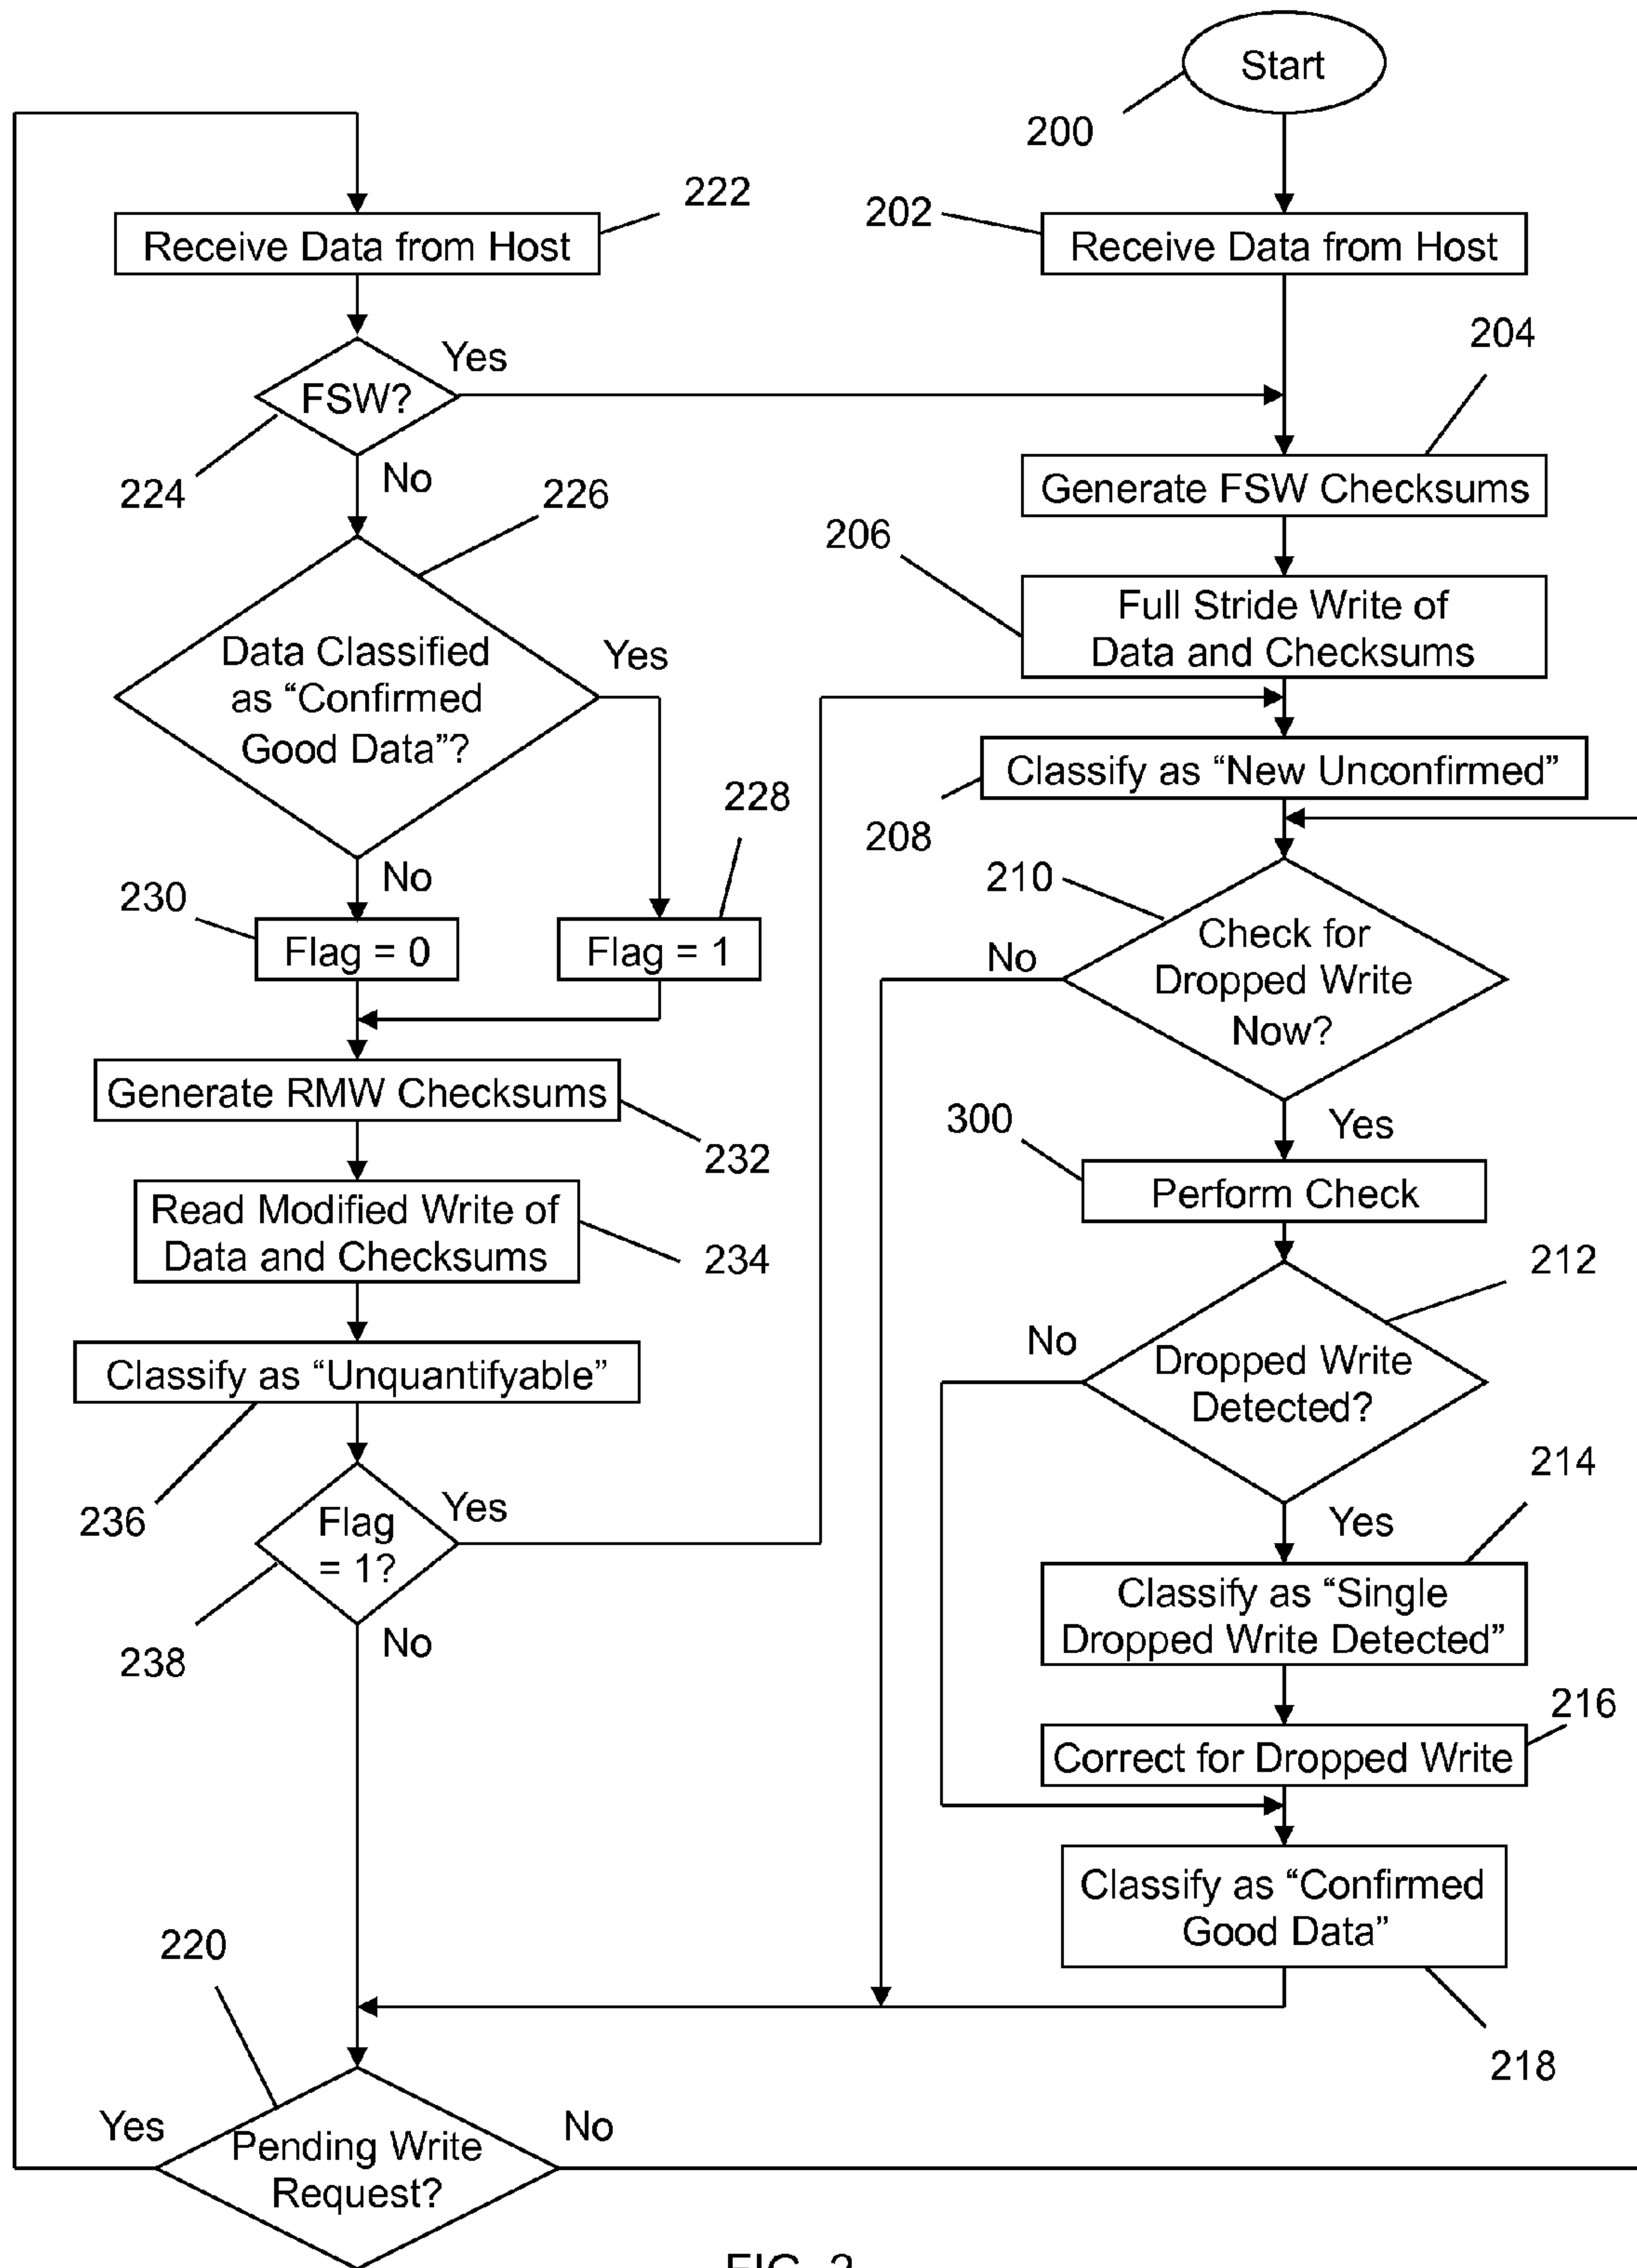 Start
200
222
202
Receive Data from Host
Receive Data from Host
204
Yes
FSW?
224
No
226
Generate FSW Checksums
206
Full Stride Write of
Data and Checksums
Data Classified
as “Confirmed
Good Data”?
Yes
Classify as “New Unconfirmed”
208
228
No
230
Flag = 0
Flag = 1
210
Check for
Dropped Write
Now?
No
Yes
Generate RMW Checksums
232
300
Perform Check
Read Modified Write of
Data and Checksums
234
212
No
Dropped Write
Detected?
Classify as “Unquantifyable”
236
Flag
= 1?
Yes
238
No
Yes
214
Classify as “Single
Dropped Write Detected”
216
Correct for Dropped Write
Classify as “Confirmed
Good Data”
218
220
Yes
Pending Write
Request?
No
FIG.